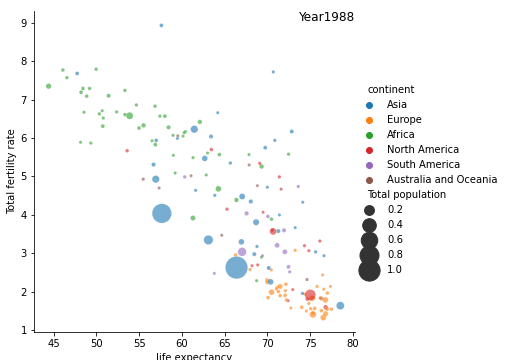 Year1988
Total fertility rate
9
8
7
6
5
4
3
2
1
45 50 55 60 65 70 75 80
life expectancy
continent
Asia
Europe
Africa
North America
South America
Australia and Oceania
Total population
0.2
0.4
0.6
0.8
1.0